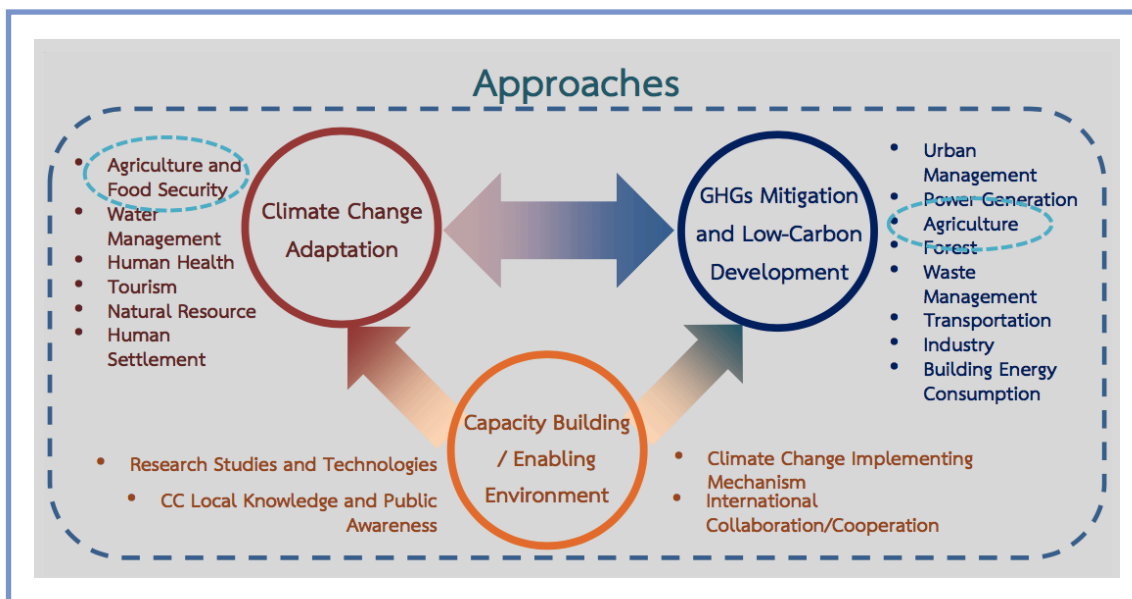 Approaches
• Agriculture and
Food Security
• Water
Management
• Human Health
• Tourism
• Natural Resource
• Human
Settlement
Climate Change
Adaptation
GHGs Mitigation
and Low-Carbon
Development
• Urban
Management
• Power Generation
• Agriculture
• Forest
• Waste
Management
• Transportation
• Industry
• Building Energy
Consumption
Capacity Building
/ Enabling
Environment
• Research Studies and Technologies
• CC Local Knowledge and Public
Awareness
• Climate Change Implementing
Mechanism
• International
Collaboration/Cooperation